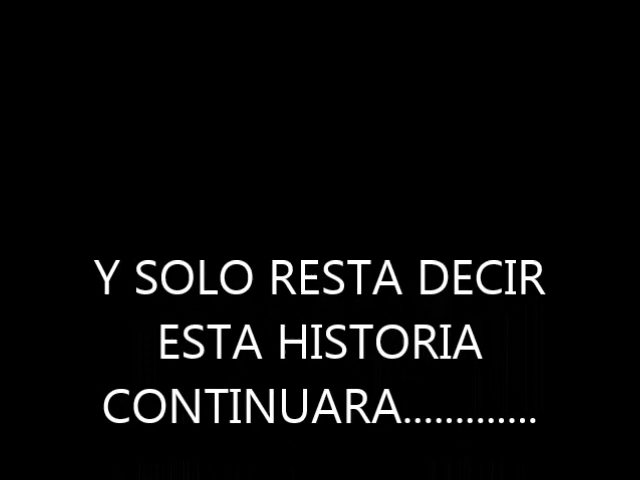 Y SOLO RESTA DECIR
ESTA HISTORIA
CONTINUARA.............